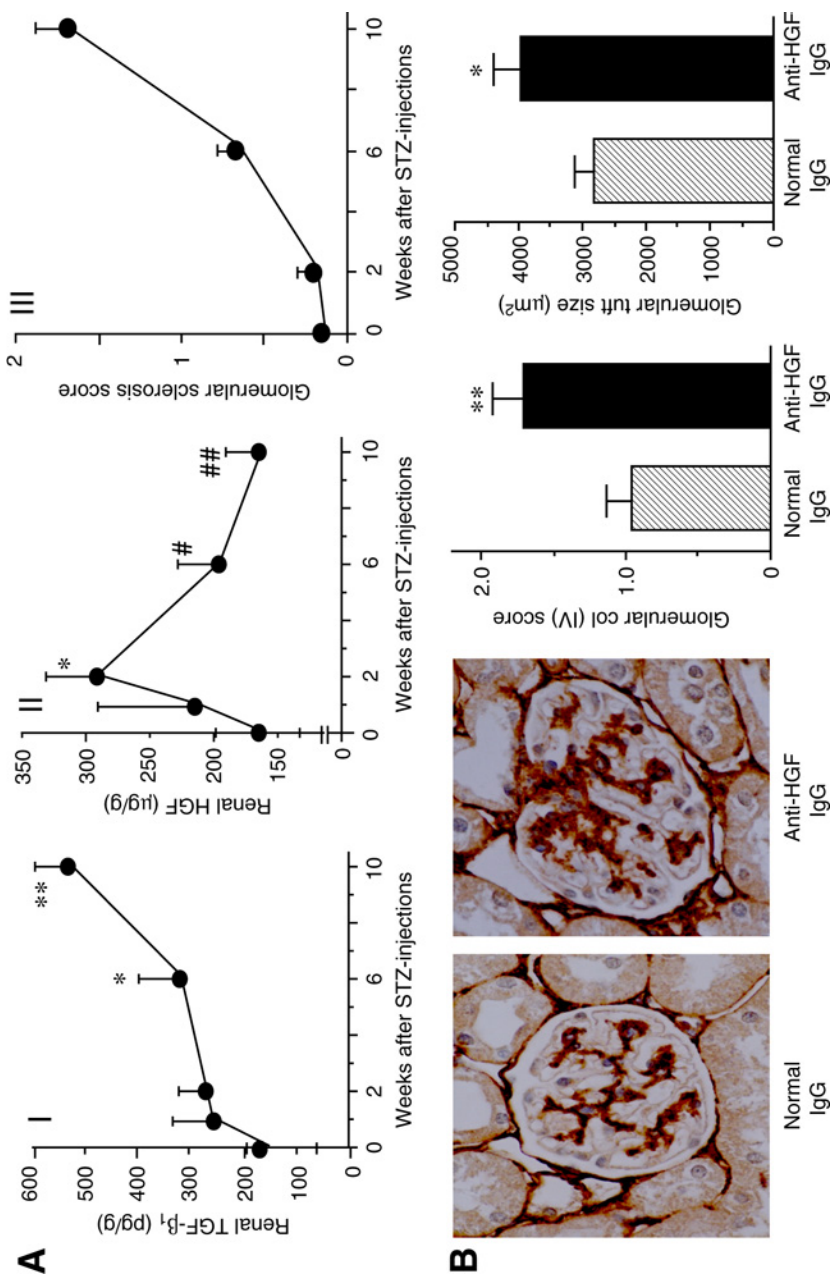 A
I
Renal TGF-β₁ (pg/g)
600
500
400
300
200
100
0
**
*
0
2
6
10
Weeks after STZ-injections
II
Renal HGF (μg/g)
350
250
200
150
0
*
#
##
0
2
6
10
Weeks after STZ-injections
III
Glomerular sclerosis score
2
1
0
0
2
6
10
Weeks after STZ-injections
B
Normal
IgG
Anti-HGF
IgG
Glomerular col (IV) score
2.0
1.0
0
**
Normal
IgG
Anti-HGF
IgG
Glomerular tuft size (μm²)
5000
4000
3000
2000
1000
0
*
Normal
IgG
Anti-HGF
IgG